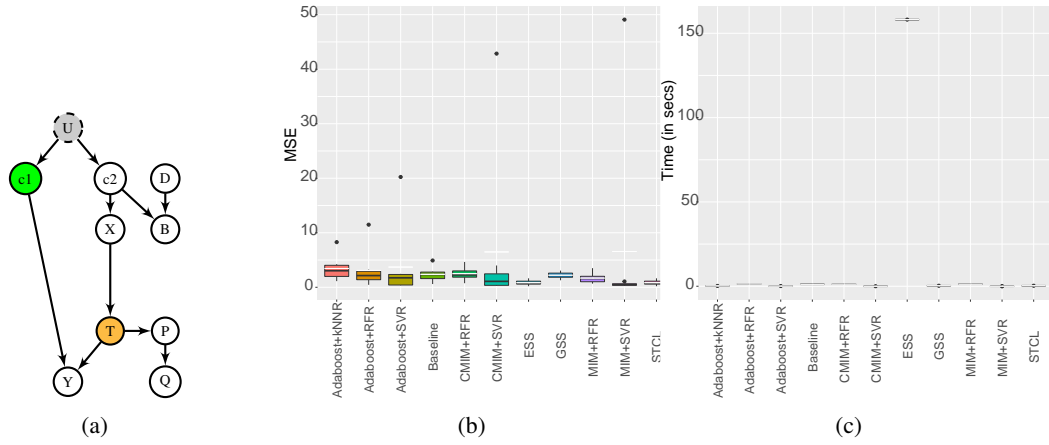 U
c1
c2
D
X
B
T
P
Y
Q
(a)
MSE
50
40
30
20
10
0
Adaboost+kNNR
Adaboost+RFR
Adaboost+SVR
Baseline
CMIM+RFR
CMIM+SVR
ESS
GSS
MIM+RFR
MIM+SVR
STCL
(b)
Time (in secs)
150
100
50
0
Adaboost+kNNR
Adaboost+RFR
Adaboost+SVR
Baseline
CMIM+RFR
CMIM+SVR
ESS
GSS
MIM+RFR
MIM+SVR
STCL
(c)